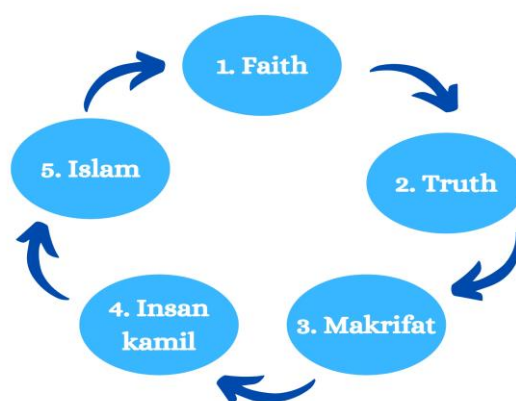 1. Faith
2. Truth
3. Makrifat
4. Insan
kamil
5. Islam